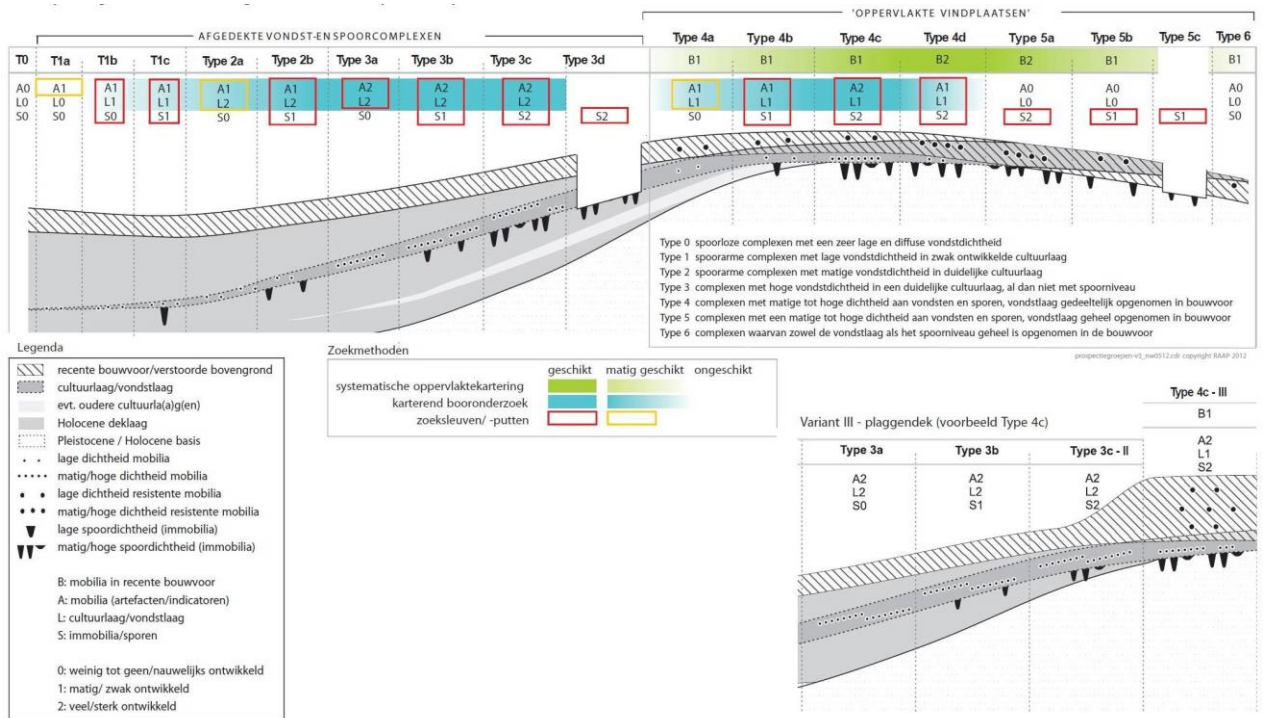 'OPPERVLAKTE VINDPLAATSEN'
AFGEDEKTE VONDST-EN SPOORCOMPLEXEN
T0 T1a T1b T1c Type 2a Type 2b Type 3a Type 3b Type 3c Type 3d Type 4a Type 4b Type 4c Type 4d Type 5a Type 5b Type 5c Type 6
B1 B1 B1 B2 B2 B1 B1
A0 A1 A1 A1 A1 A1 A2 A2 A2 A1 A1 A2 A1 A0 A0 A0
L0 L0 L1 L1 L2 L2 L2 L2 L2 L1 L1 L1 L1 L0 L0 L0
S0 S0 S0 S1 S0 S1 S0 S1 S2 S2 S0 S1 S2 S2 S2 S1 S1 S0
Type 0 spoorloze complexen met een zeer lage en diffuse vondstdichtheid
Type 1 spoorarme complexen met lage vondstdichtheid in zwak ontwikkelde cultuurlaag
Type 2 spoorarme complexen met matige vondstdichtheid in duidelijke cultuurlaag
Type 3 complexen met hoge vondstdichtheid in een duidelijke cultuurlaag, al dan niet met spoorniveau
Type 4 complexen met matige tot hoge dichtheid aan vondsten en sporen, vondstlaag gedeeltelijk opgenomen in bouwvoor
Type 5 complexen met een matige tot hoge dichtheid aan vondsten en sporen, vondstlaag geheel opgenomen in bouwvoor
Type 6 complexen waarvan zowel de vondstlaag als het spoorniveau geheel is opgenomen in de bouwvoor
prospectiegroepen-v3_nw0512.cdr copyright RAAP 2012
Legenda
recente bouwvoor/verstoorde bovengrond
cultuurlaag/vondstlaag
evt. oudere cultuurla(a)g(en)
Holocene deklaag
Pleistocene / Holocene basis
lage dichtheid mobilia
matig/hoge dichtheid mobilia
lage dichtheid resistente mobilia
matig/hoge dichtheid resistente mobilia
lage spoordichtheid (immobilia)
matig/hoge spoordichtheid (immobilia)
B: mobilia in recente bouwvoor
A: mobilia (artefacten/indicatoren)
L: cultuurlaag/vondstlaag
S: immobilia/sporen
0: weinig tot geen/nauwelijks ontwikkeld
1: matig/ zwak ontwikkeld
2: veel/sterk ontwikkeld
Zoekmethoden
geschikt matig geschikt ongeschikt
systematische oppervlaktekartering
karterend booronderzoek
zoeksleuven/ -putten
Variant III - plaggendek (voorbeeld Type 4c)
Type 4c - III
B1
A2
L1
S2
Type 3a Type 3b Type 3c - II
A2 A2 A2
L2 L2 L2
S0 S1 S2